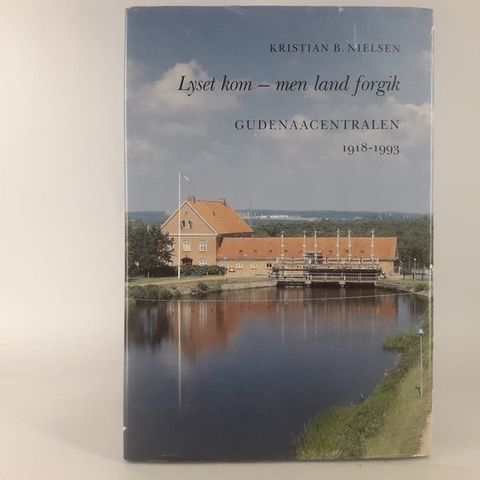 KRISTIAN B. NIELSEN
Lyset kom – men land forgik
GUDENAACENTRALEN
1918-1993